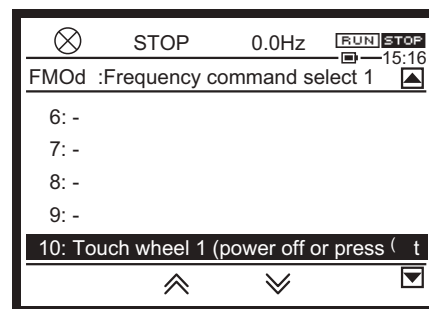 STOP 0.0Hz RUN STOP
15:16
FMOd :Frequency command select 1
6: -
7: -
8: -
9: -
10: Touch wheel 1 (power off or press ( t